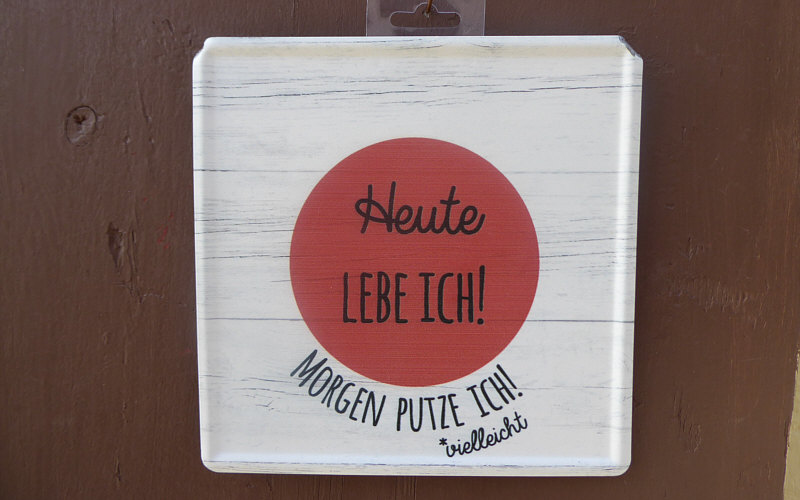 Heute
LEBE ICH!
MORGEN PUTZE ICH!
*vielleicht